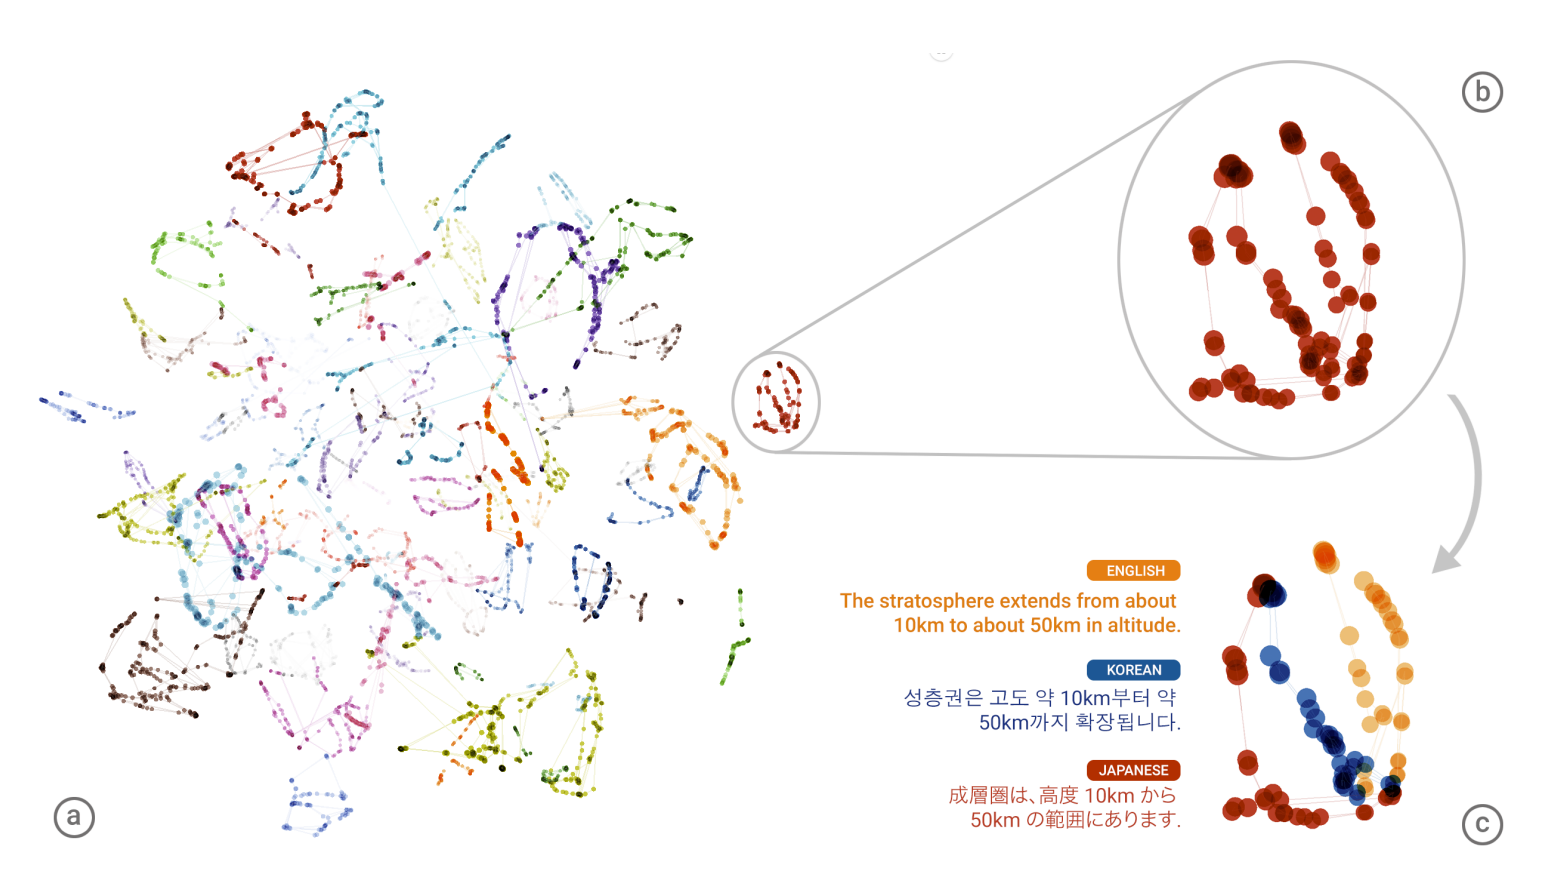 b
ENGLISH
The stratosphere extends from about
10km to about 50km in altitude.
KOREAN
성층권은 고도 약 10km부터 약
50km까지 확장됩니다.
JAPANESE
成層圏は、高度 10km から
50km の範囲にあります。
a
c